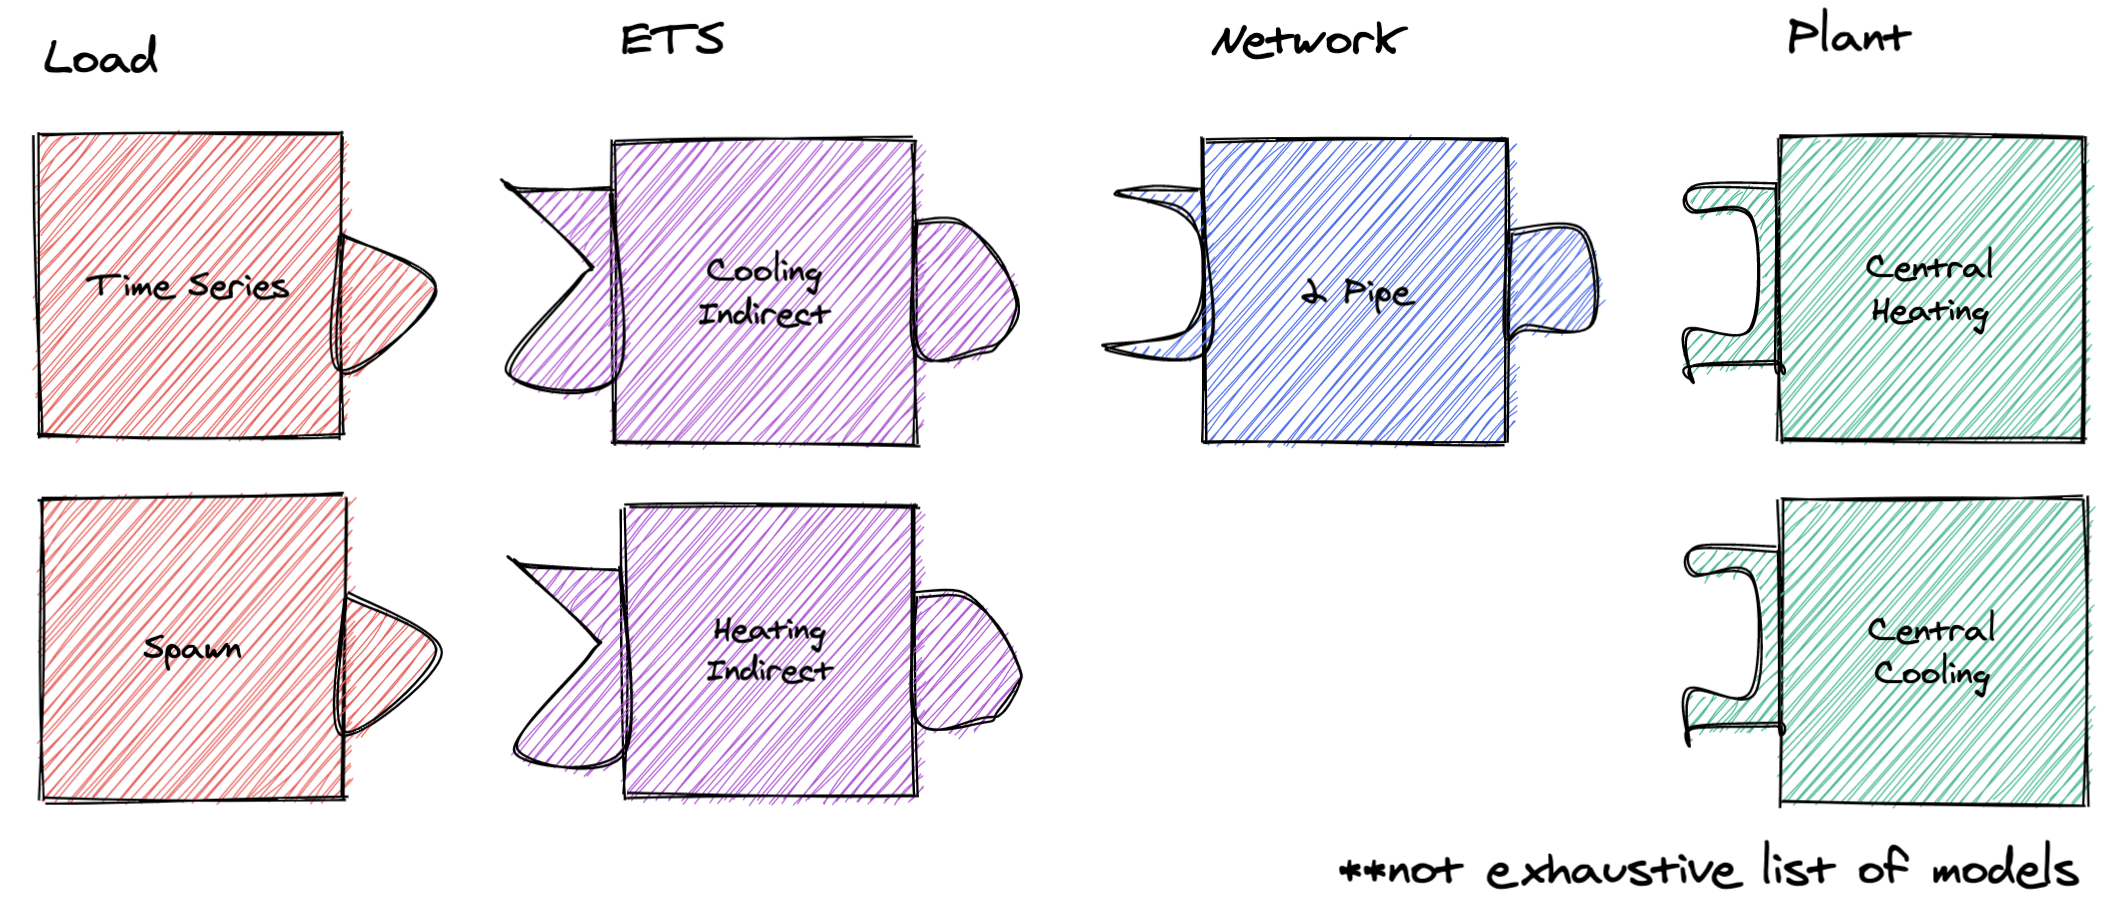 Load
ETS
Network
Plant
Time Series
Cooling
Indirect
2 Pipe
Central
Heating
Spawn
Heating
Indirect
Central
Cooling
**not exhaustive list of models